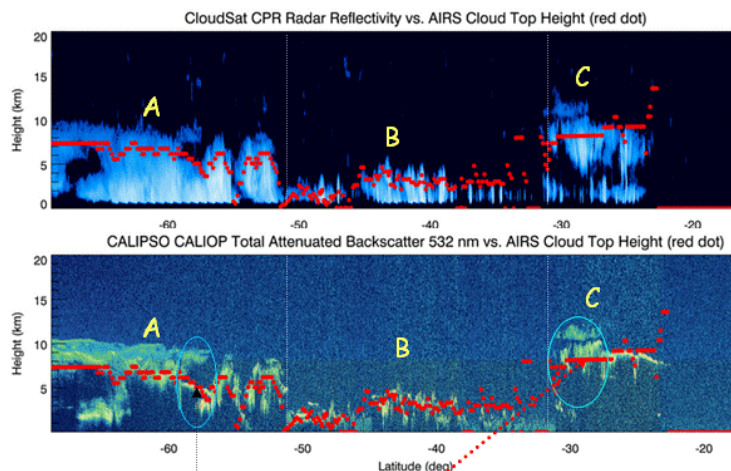 CloudSat CPR Radar Reflectivity vs. AIRS Cloud Top Height (red dot)
20
15
10
5
0
Height (km)
A
B
C
-60
-50
-40
-30
-20
CALIPSO CALIOP Total Attenuated Backscatter 532 nm vs. AIRS Cloud Top Height (red dot)
20
15
10
5
Height (km)
A
B
C
-60
-50
-40
-30
-20
Latitude (deg)